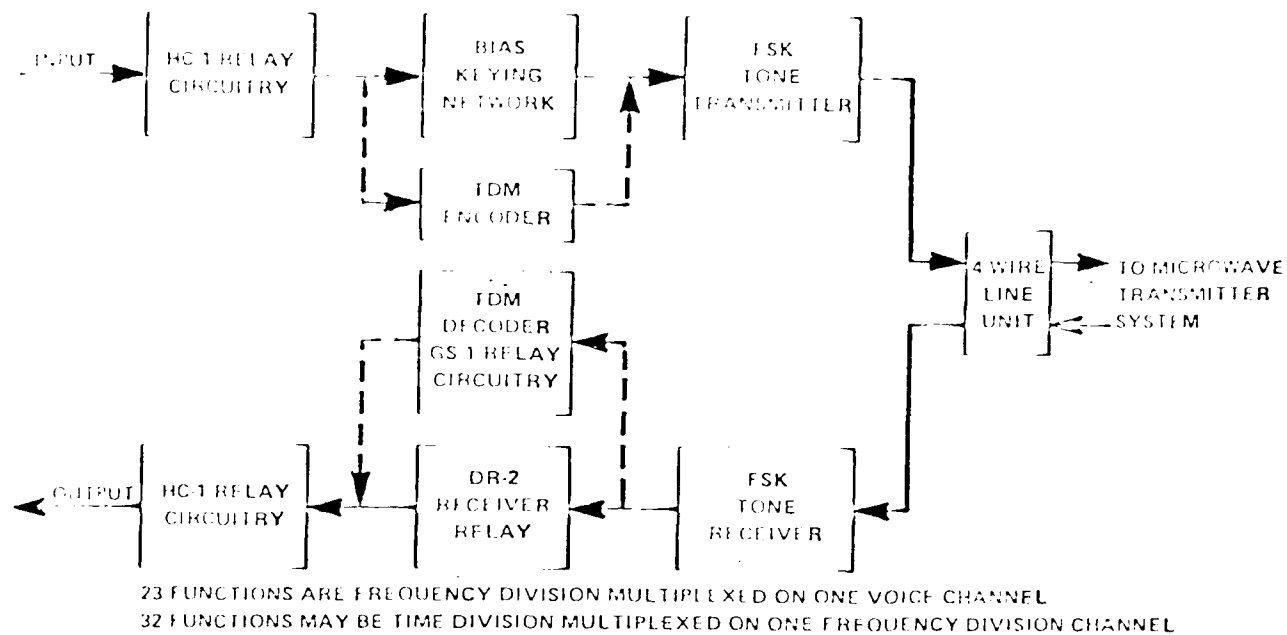 INPUT
HC-1 RELAY
CIRCUITRY
BIAS
KEYING
NETWORK
FSK
TONE
TRANSMITTER
TDM
ENCODER
4 WIRE
LINE
UNIT
TO MICROWAVE
TRANSMITTER
SYSTEM
TDM
DECODER
GS-1 RELAY
CIRCUITRY
OUTPUT
HC-1 RELAY
CIRCUITRY
DR-2
RECEIVER
RELAY
FSK
TONE
RECEIVER
23 FUNCTIONS ARE FREQUENCY DIVISION MULTIPLEXED ON ONE VOICE CHANNEL
32 FUNCTIONS MAY BE TIME DIVISION MULTIPLEXED ON ONE FREQUENCY DIVISION CHANNEL